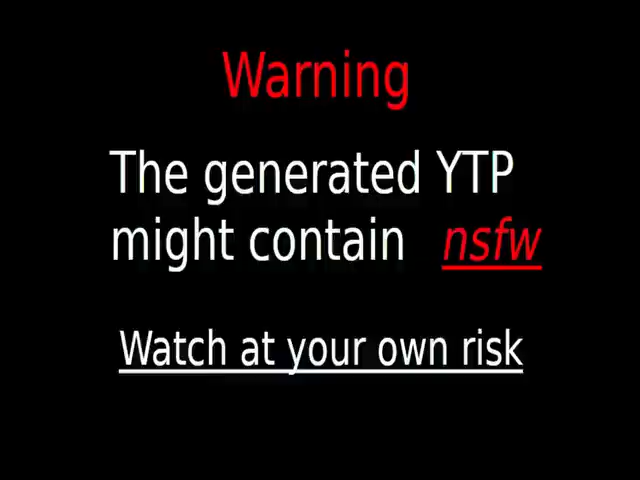 Warning
The generated YTP
might contain nsfw
Watch at your own risk